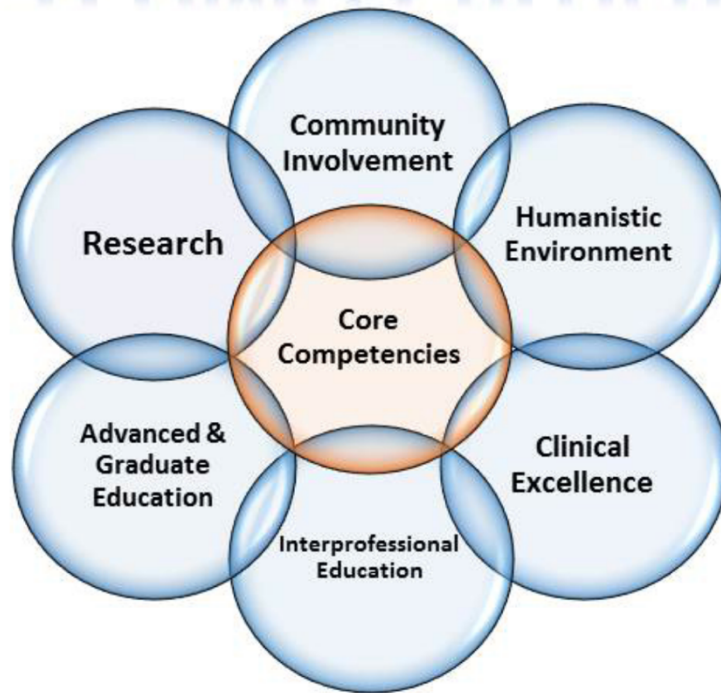 Community
Involvement
Humanistic
Environment
Research
Core
Competencies
Advanced &
Graduate
Education
Clinical
Excellence
Interprofessional
Education